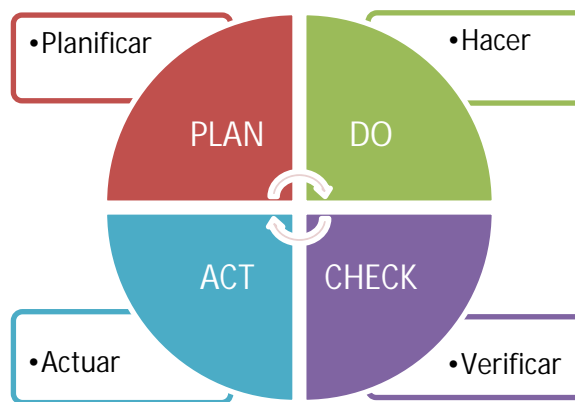 •Planificar
•Hacer
PLAN
DO
ACT
CHECK
•Actuar
•Verificar